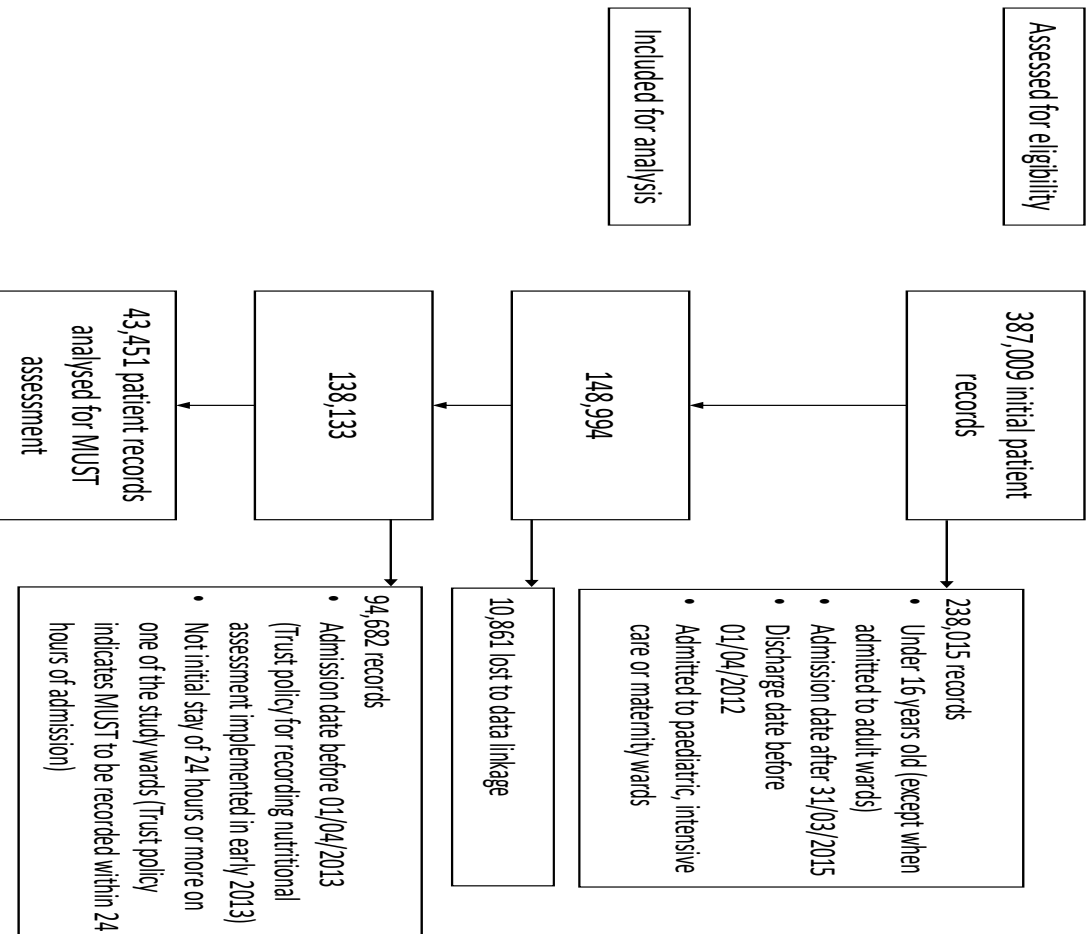 Assessed for eligibility
387,009 initial patient
records
238,015 records
• Under 16 years old (except when
admitted to adult wards)
• Admission date after 31/03/2015
• Discharge date before
01/04/2012
• Admitted to paediatric, intensive
care or maternity wards
Included for analysis
148,994
10,861 lost to data linkage
138,133
94,682 records
• Admission date before 01/04/2013
(Trust policy for recording nutritional
assessment implemented in early 2013)
• Not initial stay of 24 hours or more on
one of the study wards (Trust policy
indicates MUST to be recorded within 24
hours of admission)
43,451 patient records
analysed for MUST
assessment